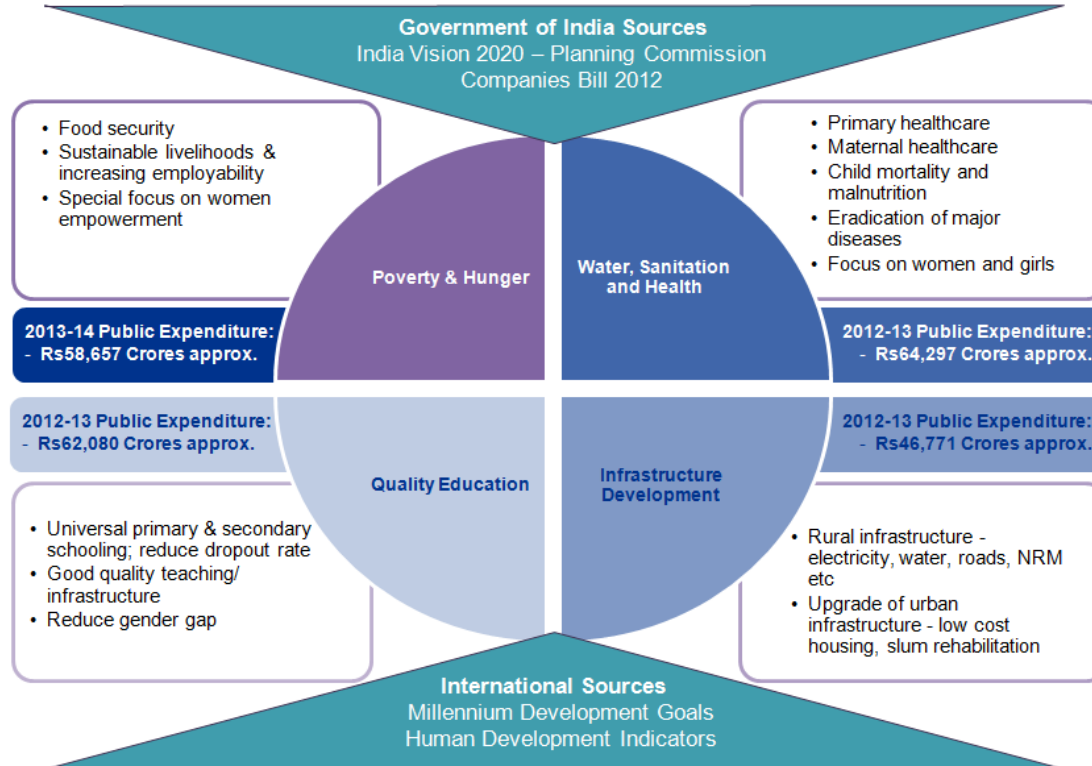 Government of India Sources
India Vision 2020 – Planning Commission
Companies Bill 2012
• Food security
• Sustainable livelihoods &
increasing employability
• Special focus on women
empowerment
• Primary healthcare
• Maternal healthcare
• Child mortality and
malnutrition
• Eradication of major
diseases
• Focus on women and girls
Poverty & Hunger
Water, Sanitation
and Health
2013-14 Public Expenditure:
- Rs58,657 Crores approx.
2012-13 Public Expenditure:
- Rs64,297 Crores approx.
2012-13 Public Expenditure:
- Rs62,080 Crores approx.
2012-13 Public Expenditure:
- Rs46,771 Crores approx.
Quality Education
Infrastructure
Development
• Universal primary & secondary
schooling; reduce dropout rate
• Good quality teaching/
infrastructure
• Reduce gender gap
• Rural infrastructure -
electricity, water, roads, NRM
etc
• Upgrade of urban
infrastructure - low cost
housing, slum rehabilitation
International Sources
Millennium Development Goals
Human Development Indicators